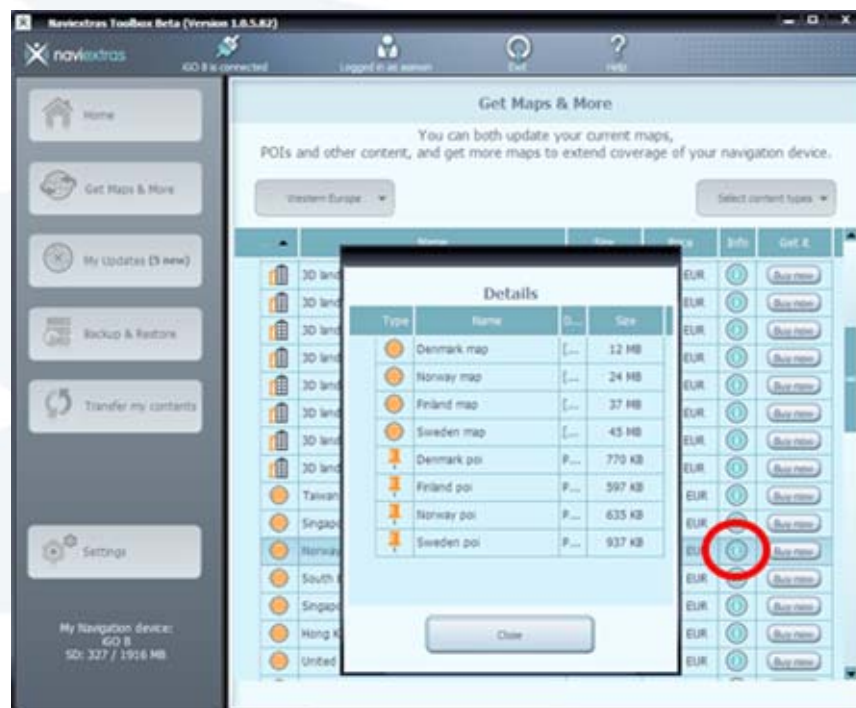 Naviextras Toolbox Beta (Version 1.0.5.82)
naviextras
iGO 8 is connected
Logged in as
Exit
Help
Home
Get Maps & More
My Updates (5 new)
Backup & Restore
Transfer my contents
Settings
My Navigation device:
iGO 8
SD: 327 / 1916 MB
Get Maps & More
You can both update your current maps,
POIs and other content, and get more maps to extend coverage of your navigation device.
Western Europe
Select content types
Name Size Price Info Get it
3D land EUR Buy now
3D land EUR Buy now
3D land EUR Buy now
3D land EUR Buy now
3D land EUR Buy now
3D land EUR Buy now
3D land EUR Buy now
3D land EUR Buy now
Taiwan EUR Buy now
Singapo EUR Buy now
Norway EUR Buy now
South EUR Buy now
Singapo EUR Buy now
Hong K EUR Buy now
United EUR Buy now
Details
Type Name D... Size
Denmark map [... 12 MB
Norway map [... 24 MB
Finland map [... 37 MB
Sweden map [... 45 MB
Denmark poi P... 770 KB
Finland poi P... 597 KB
Norway poi P... 635 KB
Sweden poi P... 937 KB
Close